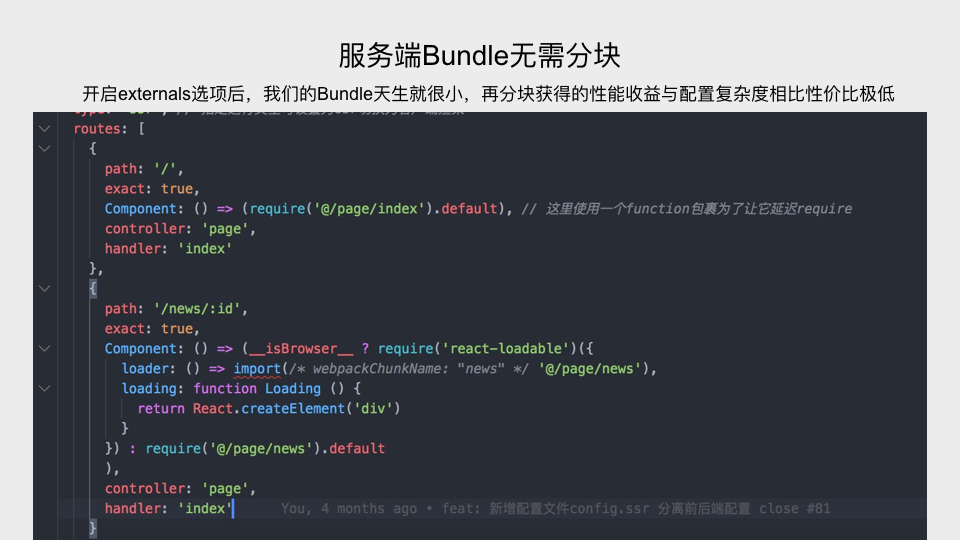 服务端Bundle无需分块
开启externals选项后，我们的Bundle天生就很小，再分块获得的性能收益与配置复杂度相比性价比极低
routes: [
{
path: '/',
exact: true,
Component: () => (require('@/page/index').default), // 这里使用一个function包裹为了让它延迟require
controller: 'page',
handler: 'index'
},
{
path: '/news/:id',
exact: true,
Component: () => (__isBrowser__ ? require('react-loadable')({
loader: () => import(/* webpackChunkName: "news" */ '@/page/news'),
loading: function Loading () {
return React.createElement('div')
}
}) : require('@/page/news').default
),
controller: 'page',
handler: 'index' You, 4 months ago • feat: 新增配置文件config.ssr 分离前后端配置 close #81
}